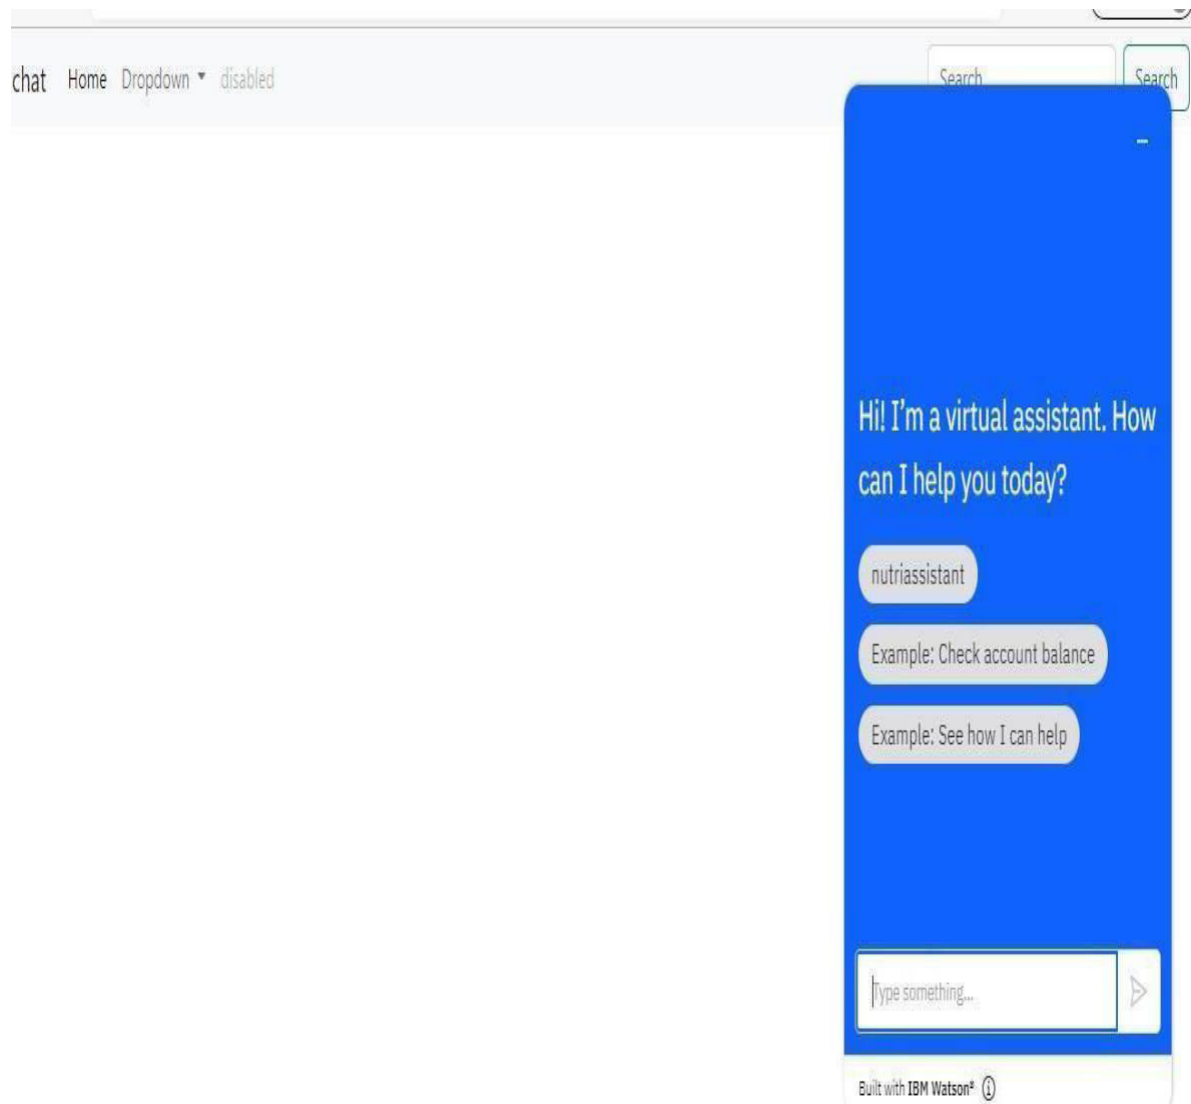 chat Home Dropdown disabled Search Search
Hi! I'm a virtual assistant. How
can I help you today?
nutriassistant
Example: Check account balance
Example: See how I can help
Type something...
Built with IBM Watson®